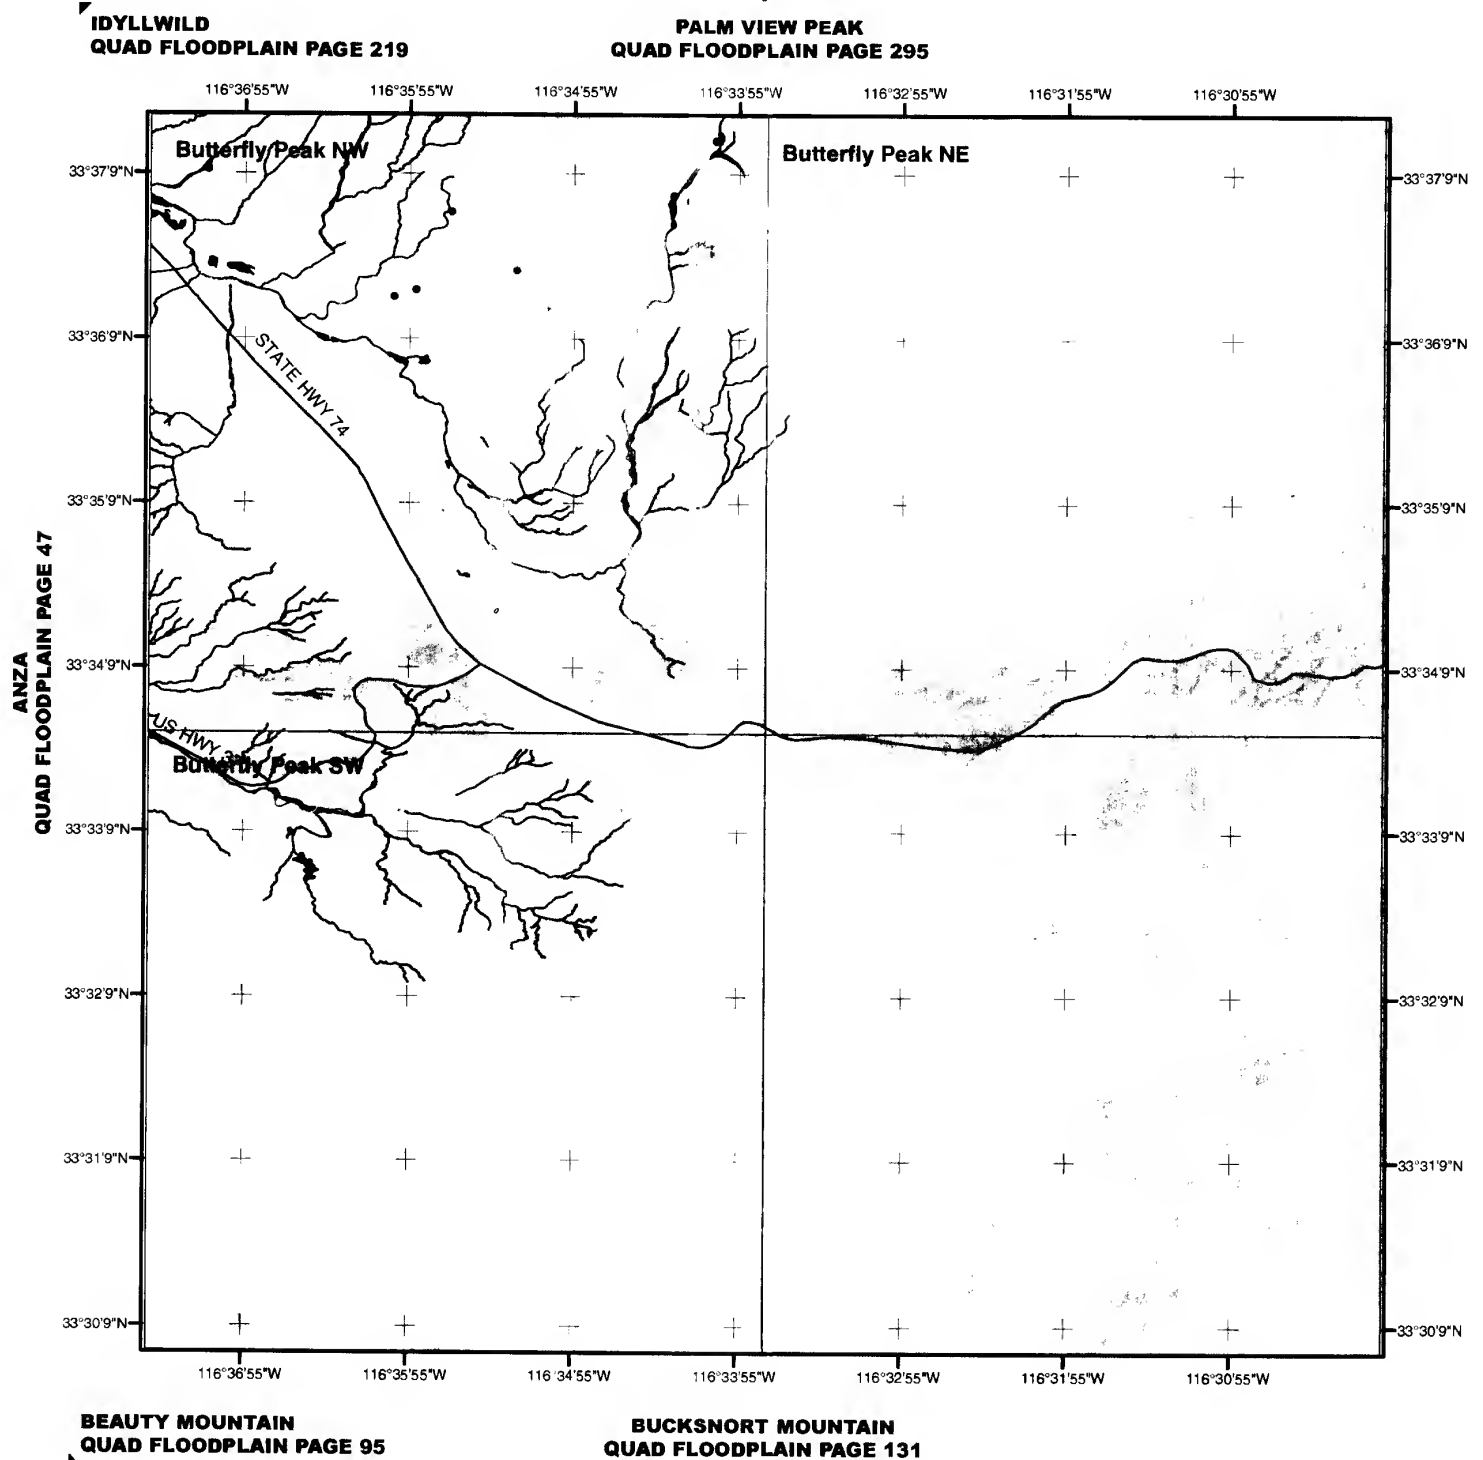 IDYLLWILD
QUAD FLOODPLAIN PAGE 219
PALM VIEW PEAK
QUAD FLOODPLAIN PAGE 295
116°36'55"W 116°35'55"W 116°34'55"W 116°33'55"W 116°32'55"W 116°31'55"W 116°30'55"W
Butterfly Peak NW
Butterfly Peak NE
33°37'9"N 33°37'9"N
33°36'9"N 33°36'9"N
STATE HWY 74
33°35'9"N 33°35'9"N
ANZA
QUAD FLOODPLAIN PAGE 47
33°34'9"N 33°34'9"N
US HWY
Butterfly Peak SW
33°33'9"N 33°33'9"N
33°32'9"N 33°32'9"N
33°31'9"N 33°31'9"N
33°30'9"N 33°30'9"N
116°36'55"W 116°35'55"W 116°34'55"W 116°33'55"W 116°32'55"W 116°31'55"W 116°30'55"W
BEAUTY MOUNTAIN
QUAD FLOODPLAIN PAGE 95
BUCKSNORT MOUNTAIN
QUAD FLOODPLAIN PAGE 131